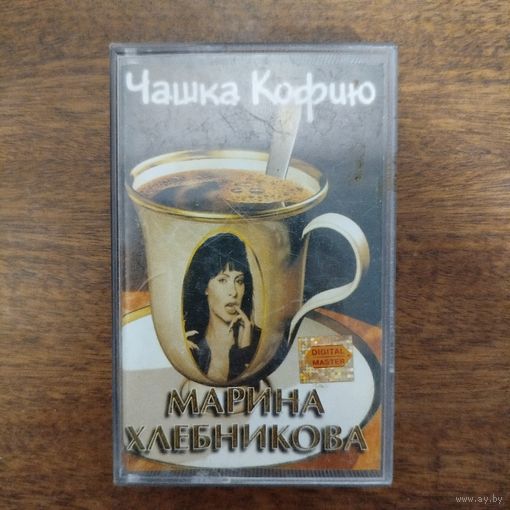 Чашка Кофию
DIGITAL
MASTER
МАРИНА
ХЛЕБНИКОВА
www.ay.by